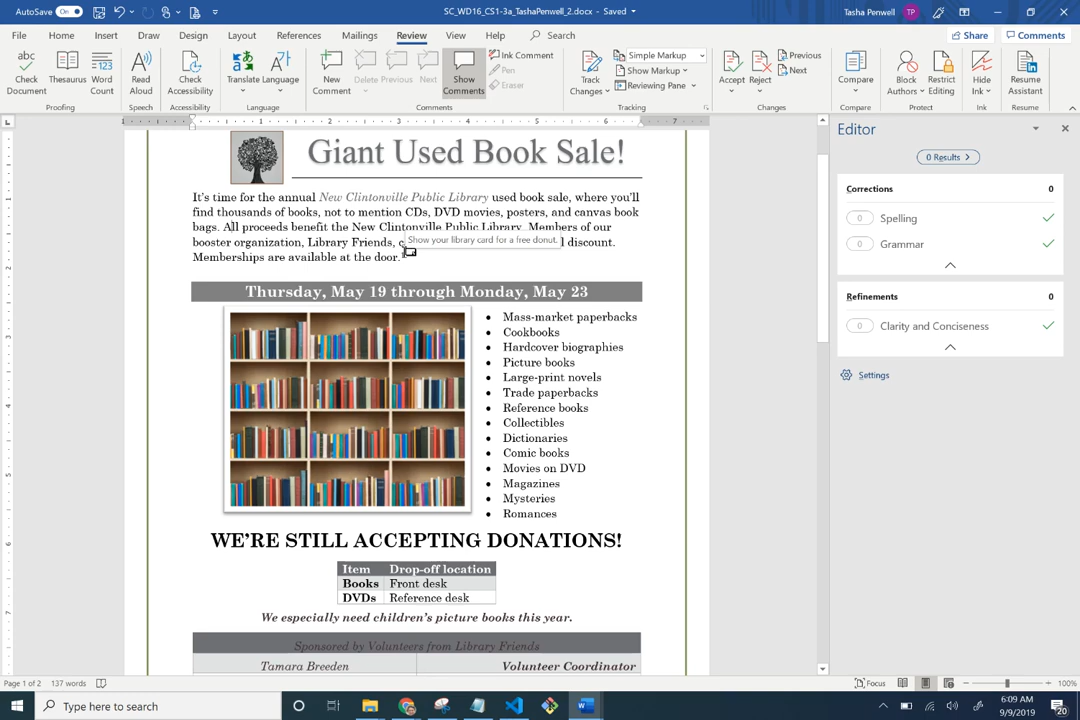 AutoSave On SC_WD16_CS1-3a_TashaPenwell_2.docx - Saved Tasha Penwell TP
File Home Insert Draw Design Layout References Mailings Review View Help Search Share Comments
abc 123
Check Document Thesaurus Word Count Read Aloud Check Accessibility Translate Language New Comment Delete Previous Next Show Comments
Ink Comment
Pen
Eraser
Track Changes
Simple Markup
Show Markup
Reviewing Pane
Accept Reject
Previous
Next
Compare Block Authors Restrict Editing Hide Ink Resume Assistant
Proofing Speech Accessibility Language Comments Tracking Changes Compare Protect Ink Resume
1 1 2 3 4 5 6 7
Giant Used Book Sale!
It’s time for the annual New Clintonville Public Library used book sale, where you’ll
find thousands of books, not to mention CDs, DVD movies, posters, and canvas book
bags. All proceeds benefit the New Clintonville Public Library. Members of our
Show your library card for a free donut.
booster organization, Library Friends, discount.
Memberships are available at the door.
Thursday, May 19 through Monday, May 23
• Mass-market paperbacks
• Cookbooks
• Hardcover biographies
• Picture books
• Large-print novels
• Trade paperbacks
• Reference books
• Collectibles
• Dictionaries
• Comic books
• Movies on DVD
• Magazines
• Mysteries
• Romances
WE’RE STILL ACCEPTING DONATIONS!
Item Drop-off location
Books Front desk
DVDs Reference desk
We especially need children’s picture books this year.
Sponsored by Volunteers from Library Friends
Tamara Breeden Volunteer Coordinator
Editor
0 Results
Corrections 0
0 Spelling
0 Grammar
Refinements 0
0 Clarity and Conciseness
Settings
Page 1 of 2 137 words Focus 100%
Type here to search
6:09 AM
9/9/2019
20